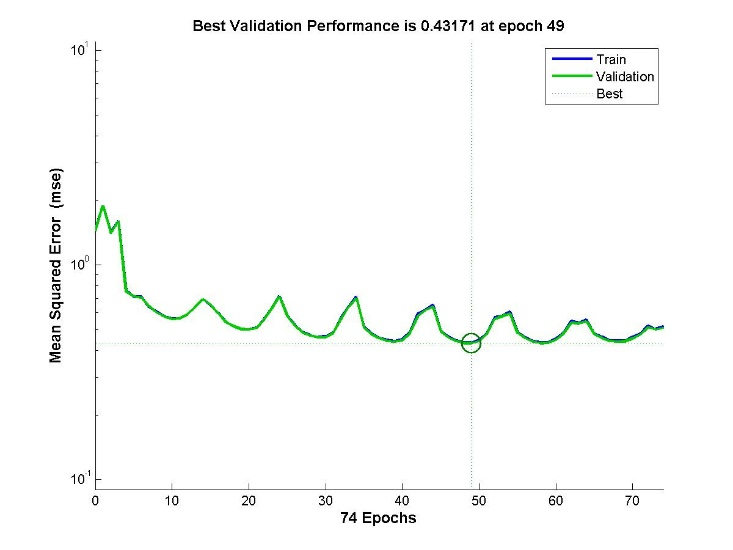 Best Validation Performance is 0.43171 at epoch 49
Train
Validation
Best
Mean Squared Error (mse)
10^1
10^0
10^-1
0 10 20 30 40 50 60 70
74 Epochs